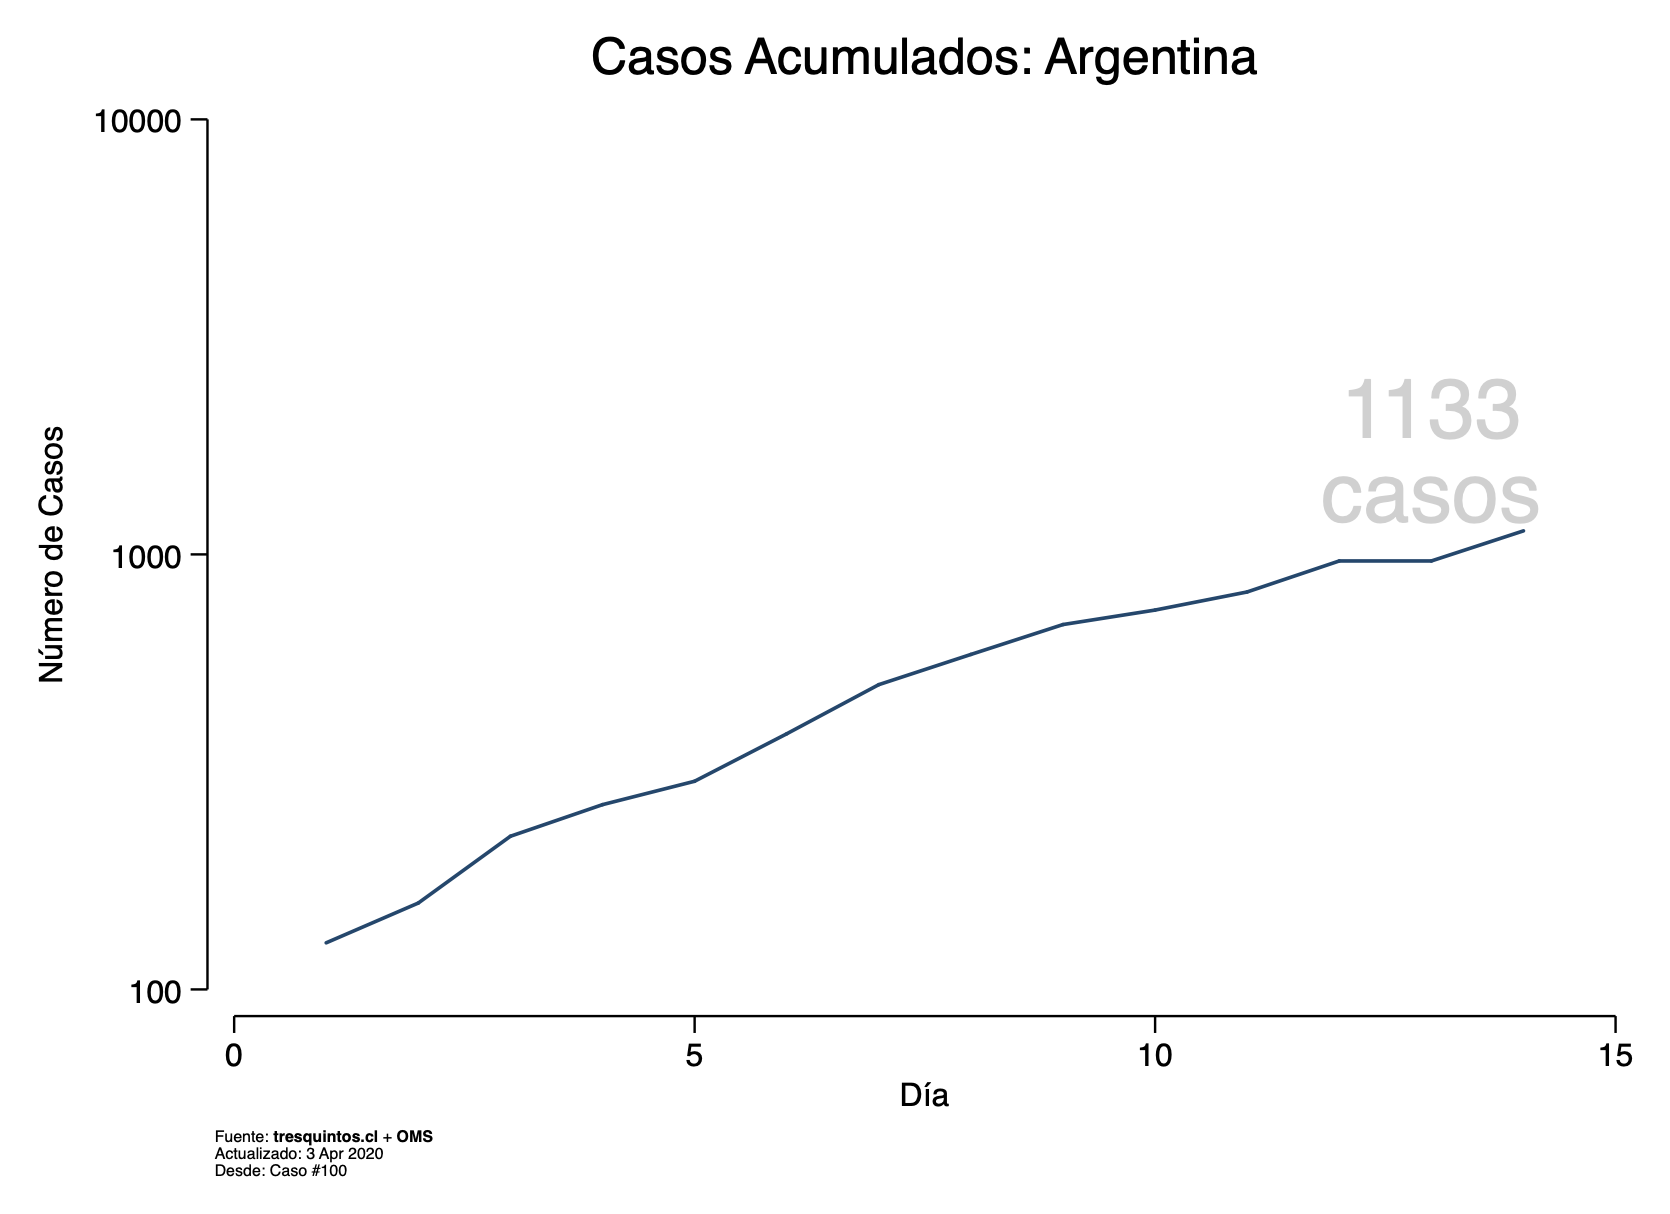 Casos Acumulados: Argentina
10000
1000
100
Número de Casos
1133
casos
0 5 10 15
Día
Fuente: tresquintos.cl + OMS
Actualizado: 3 Apr 2020
Desde: Caso #100